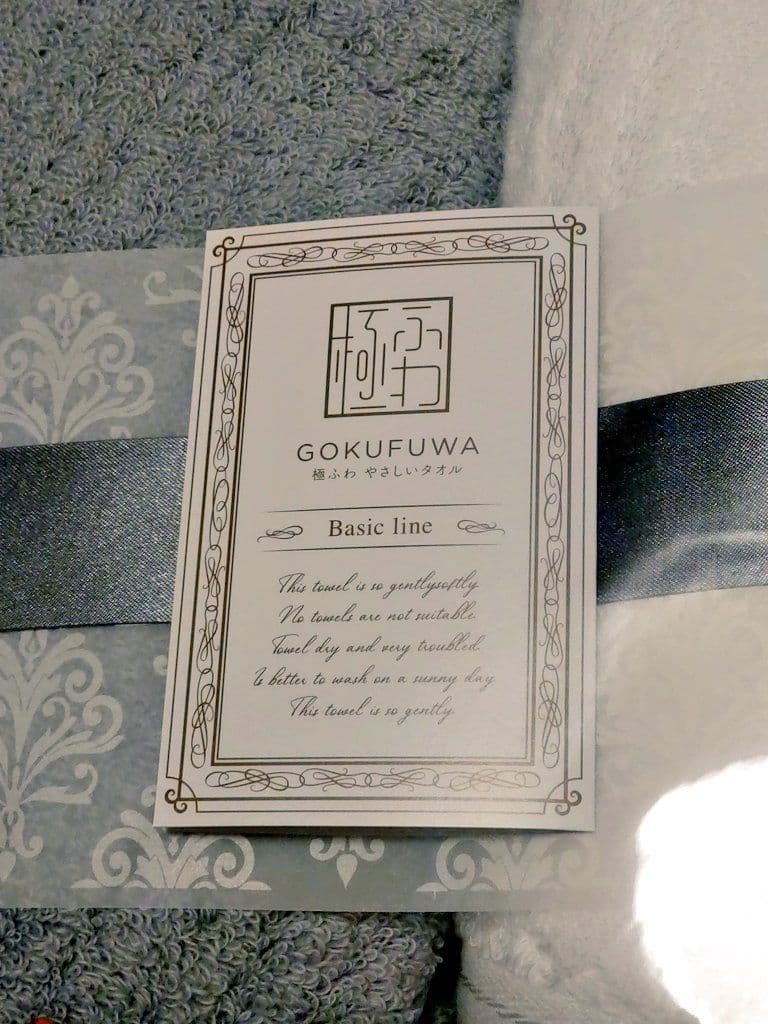 極ふわ
GOKUFUWA
極ふわ やさしいタオル
Basic line
This towel is so gentlysoftly.
No towels are not suitable.
Towel dry and very troubled.
Is better to wash on a sunny day
This towel is so gently.